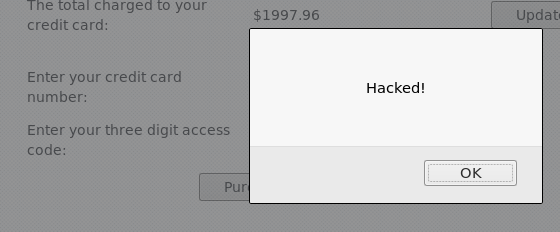 The total charged to your
credit card:
$1997.96
Enter your credit card
number:
Enter your three digit access
code:
Hacked!
OK